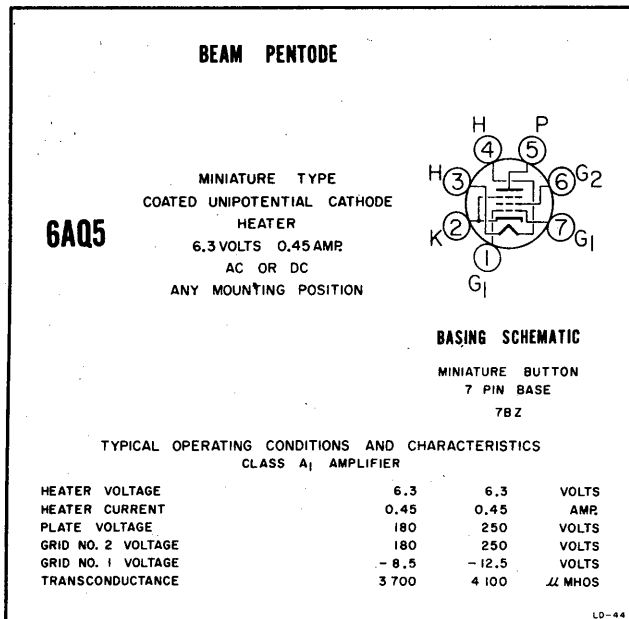 BEAM PENTODE
6AQ5
MINIATURE TYPE
COATED UNIPOTENTIAL CATHODE
HEATER
6.3 VOLTS 0.45 AMP.
AC OR DC
ANY MOUNTING POSITION
H P
4 5
H 3 6 G2
K 2 7 G1
1
G1
BASING SCHEMATIC
MINIATURE BUTTON
7 PIN BASE
7BZ
TYPICAL OPERATING CONDITIONS AND CHARACTERISTICS
CLASS A1 AMPLIFIER
HEATER VOLTAGE 6.3 6.3 VOLTS
HEATER CURRENT 0.45 0.45 AMP.
PLATE VOLTAGE 180 250 VOLTS
GRID NO. 2 VOLTAGE 180 250 VOLTS
GRID NO. 1 VOLTAGE -8.5 -12.5 VOLTS
TRANSCONDUCTANCE 3700 4100 µ MHOS
LD-44